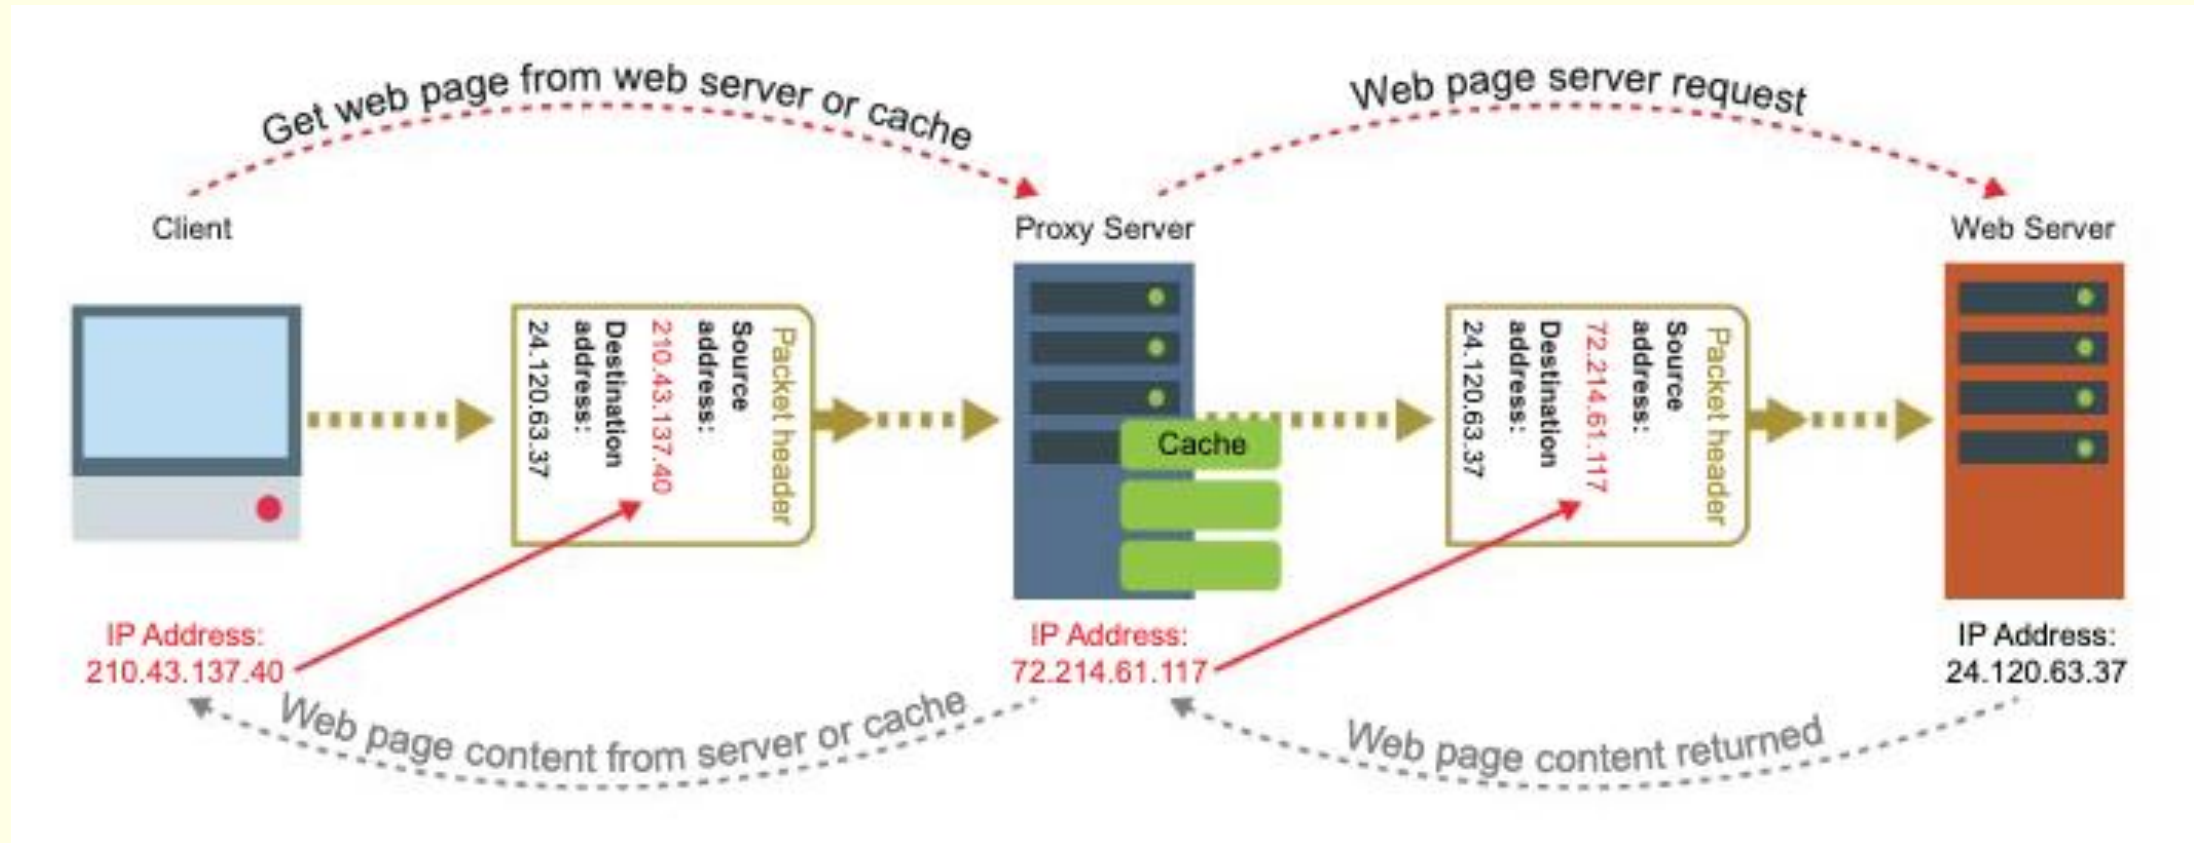 Get web page from web server or cache
Web page server request
Client
Proxy Server
Web Server
Packet header
Source
address:
210.43.137.40
Destination
address:
24.120.63.37
Cache
Packet header
Source
address:
72.214.61.117
Destination
address:
24.120.63.37
IP Address:
210.43.137.40
IP Address:
72.214.61.117
IP Address:
24.120.63.37
Web page content from server or cache
Web page content returned